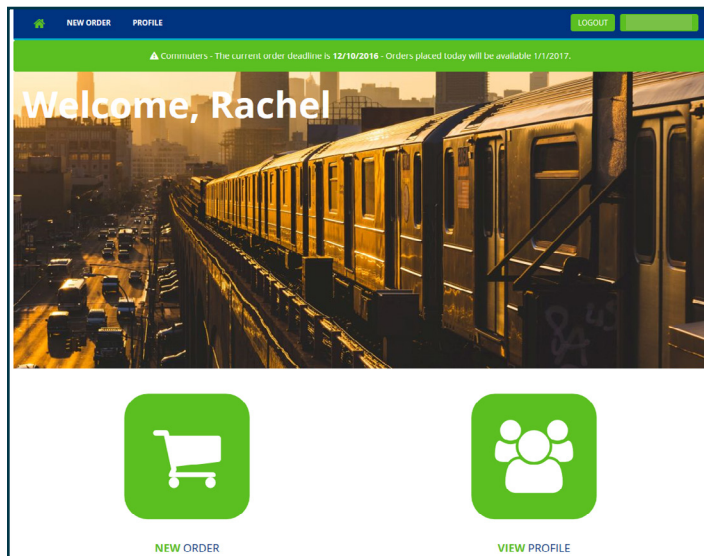 NEW ORDER PROFILE LOGOUT
Commuters - The current order deadline is 12/10/2016 - Orders placed today will be available 1/1/2017.
Welcome, Rachel
NEW ORDER
VIEW PROFILE